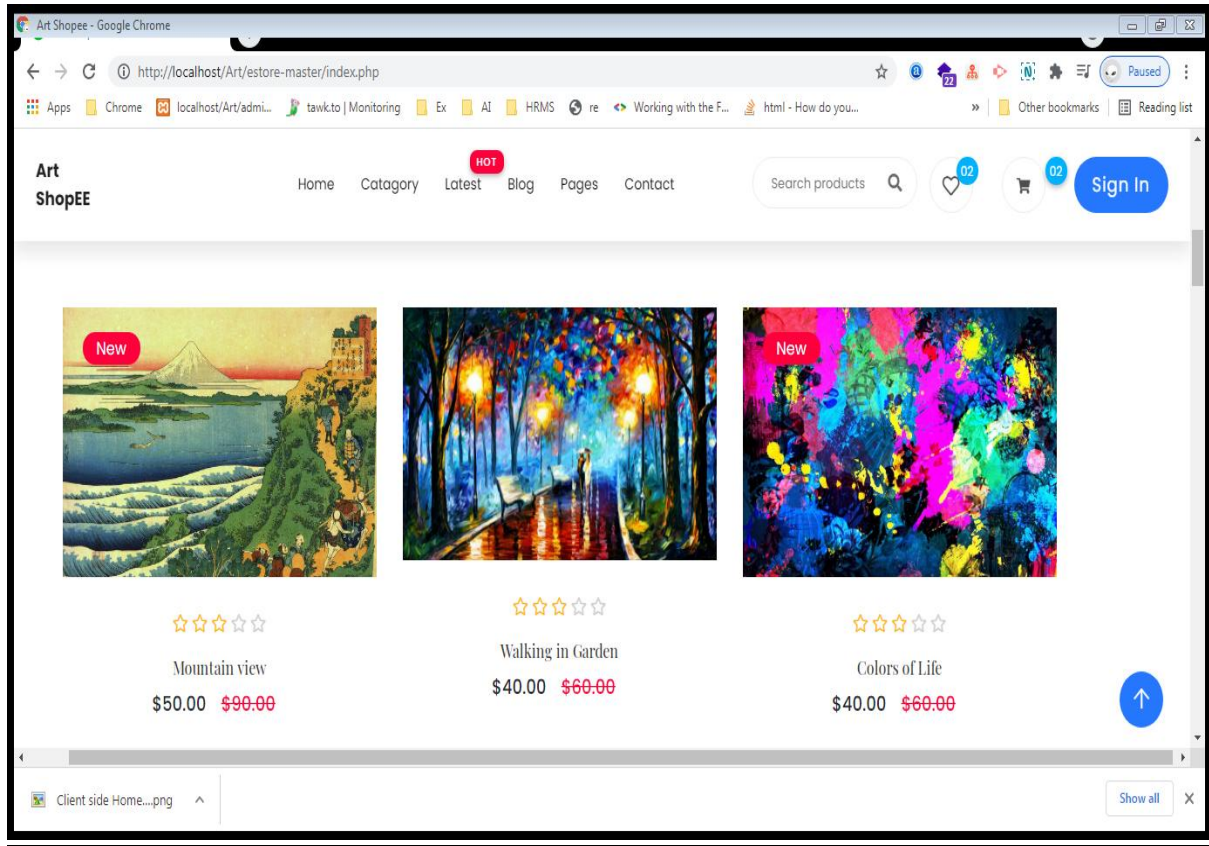 Art Shopee - Google Chrome
http://localhost/Art/estore-master/index.php
22
Paused
Apps Chrome localhost/Art/admi... tawk.to | Monitoring Ex AI HRMS re Working with the F... html - How do you... » Other bookmarks Reading list
HOT
Art
ShopEE
Home Catagory Latest Blog Pages Contact Search products 02 02 Sign In
New New
Mountain view Walking in Garden Colors of Life
$50.00 $90.00 $40.00 $60.00 $40.00 $60.00
Client side Home....png Show all X